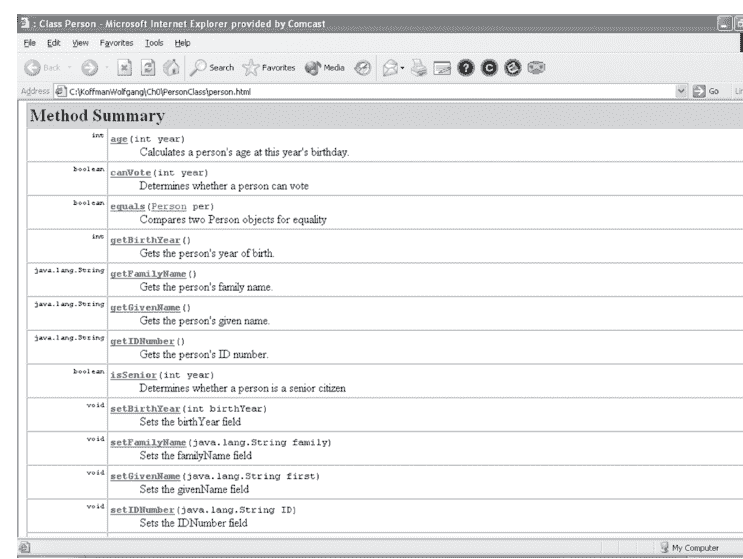 : Class Person - Microsoft Internet Explorer provided by Comcast
File Edit View Favorites Tools Help
Back Search Favorites Media
Address C:\KoffmanWolfgang\Ch0\PersonClass\person.html Go
Method Summary
int age(int year)
Calculates a person's age at this year's birthday.
boolean canVote(int year)
Determines whether a person can vote
boolean equals(Person per)
Compares two Person objects for equality
int getBirthYear()
Gets the person's year of birth.
java.lang.String getFamilyName()
Gets the person's family name.
java.lang.String getGivenName()
Gets the person's given name.
java.lang.String getIDNumber()
Gets the person's ID number.
boolean isSenior(int year)
Determines whether a person is a senior citizen
void setBirthYear(int birthYear)
Sets the birthYear field
void setFamilyName(java.lang.String family)
Sets the familyName field
void setGivenName(java.lang.String first)
Sets the givenName field
void setIDNumber(java.lang.String ID)
Sets the IDNumber field
My Computer